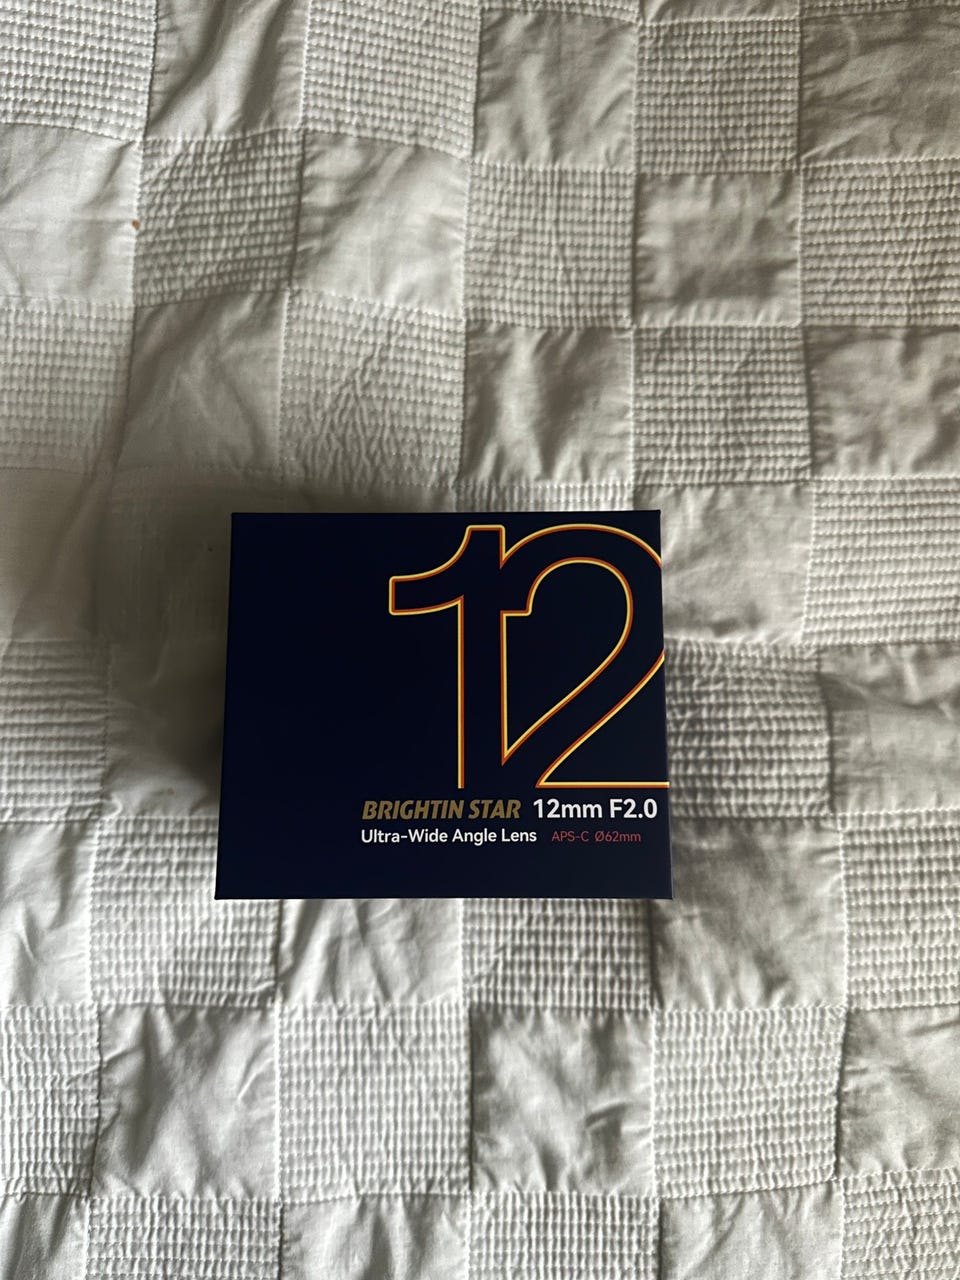 12
BRIGHTIN STAR 12mm F2.0
Ultra-Wide Angle Lens APS-C Ø62mm